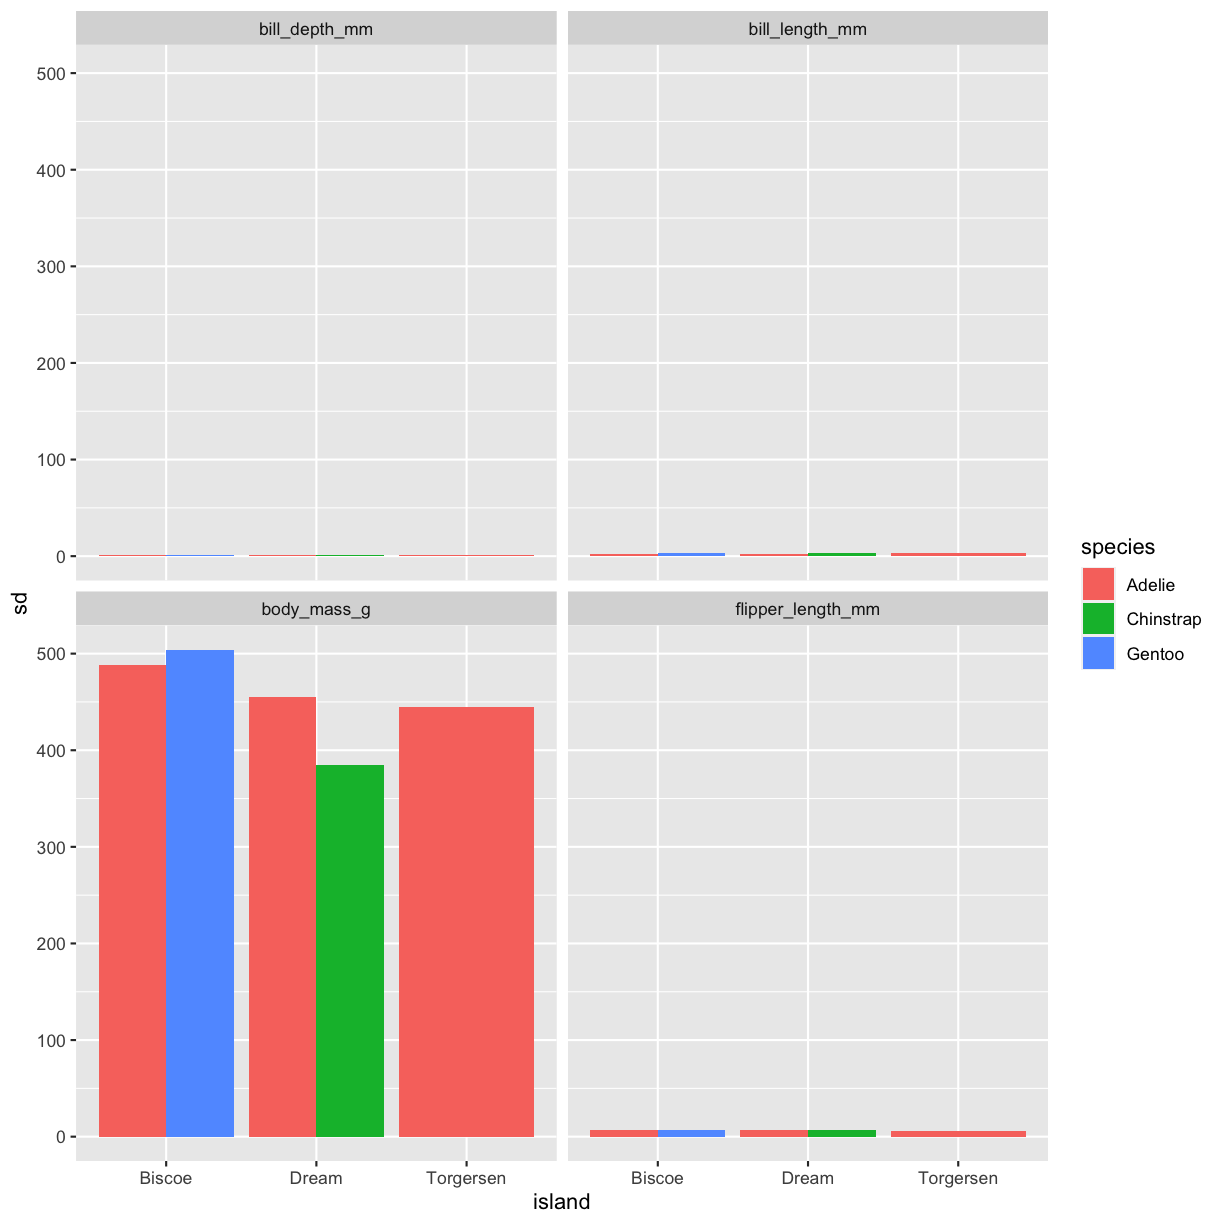 bill_depth_mm
bill_length_mm
500
400
300
200
100
0
sd
body_mass_g
flipper_length_mm
500
400
300
200
100
0
Biscoe
Dream
Torgersen
Biscoe
Dream
Torgersen
island
species
Adelie
Chinstrap
Gentoo